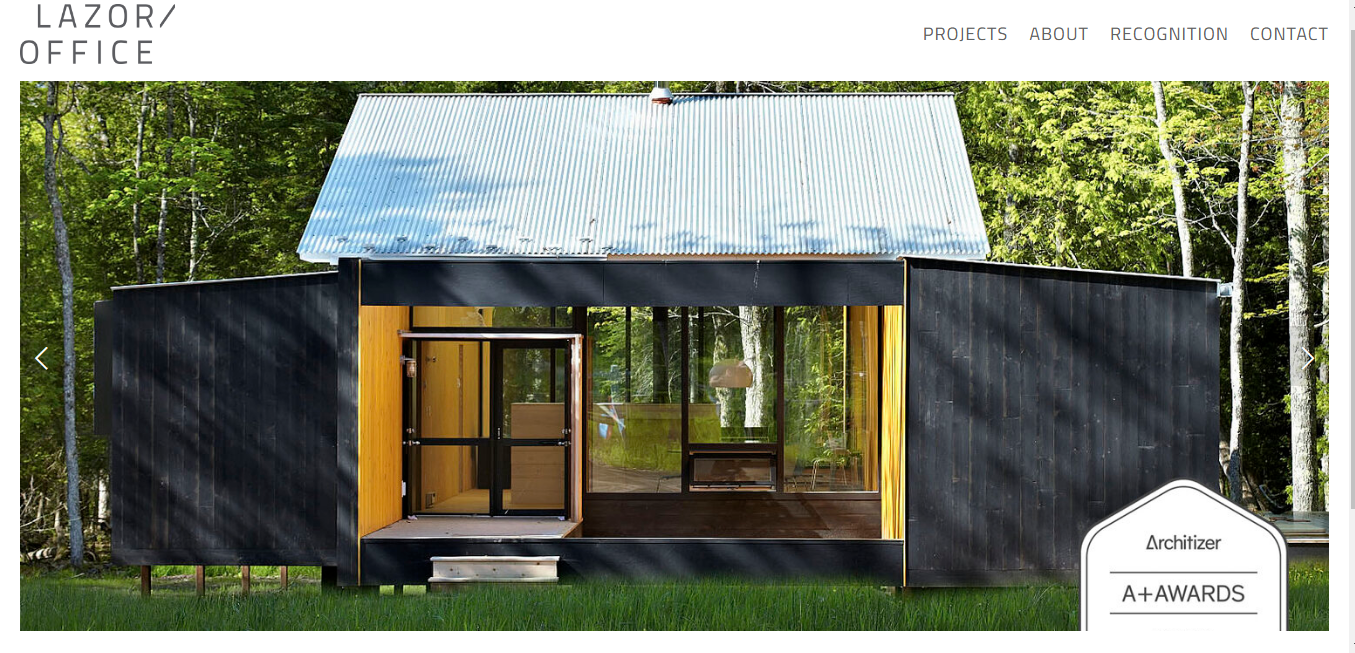 LAZOR/
OFFICE
PROJECTS ABOUT RECOGNITION CONTACT
Architizer
A+AWARDS